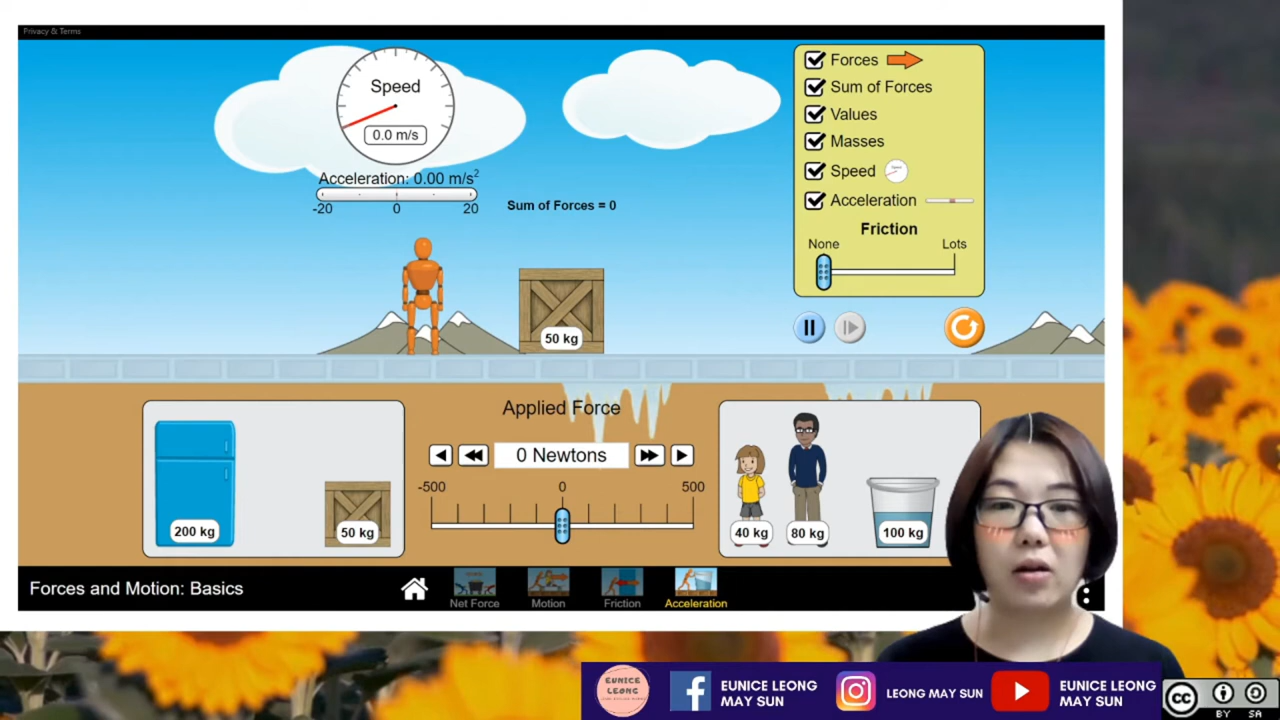 Privacy & Terms
Speed
0.0 m/s
Acceleration: 0.00 m/s²
-20 0 20
Sum of Forces = 0
Forces
Sum of Forces
Values
Masses
Speed
Acceleration
Friction
None Lots
50 kg
Applied Force
0 Newtons
-500 0 500
200 kg
50 kg
40 kg
80 kg
100 kg
Forces and Motion: Basics
Net Force
Motion
Friction
Acceleration
EUNICE
LEONG
EUNICE LEONG
MAY SUN
LEONG MAY SUN
EUNICE LEONG
MAY SUN
CC
BY SA